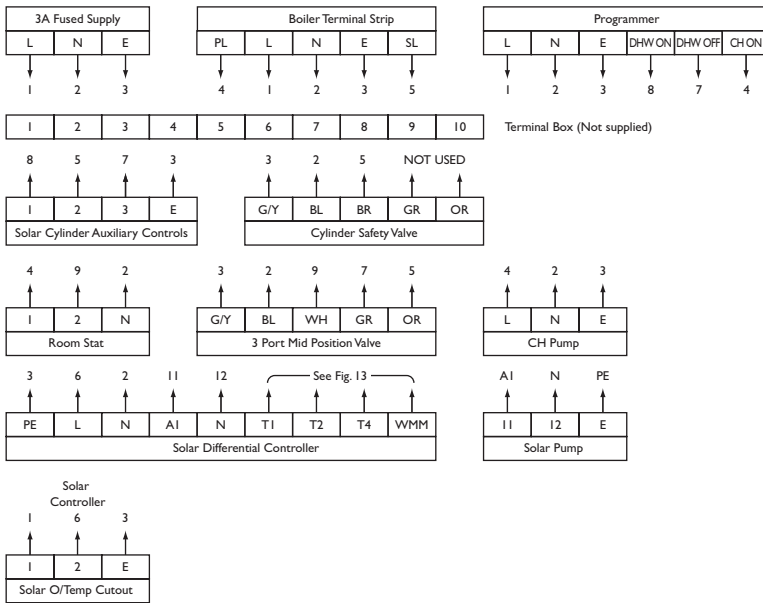 3A Fused Supply Boiler Terminal Strip Programmer
L N E PL L N E SL L N E DHW ON DHW OFF CH ON
1 2 3 4 1 2 3 5 1 2 3 8 7 4
1 2 3 4 5 6 7 8 9 10 Terminal Box (Not supplied)
8 5 7 3 3 2 5 NOT USED
1 2 3 E G/Y BL BR GR OR
Solar Cylinder Auxiliary Controls Cylinder Safety Valve
4 9 2 3 2 9 7 5 4 2 3
1 2 N G/Y BL WH GR OR L N E
Room Stat 3 Port Mid Position Valve CH Pump
3 6 2 11 12 See Fig. 13 A1 N PE
PE L N A1 N T1 T2 T4 WMM 11 12 E
Solar Differential Controller Solar Pump
Solar
Controller
1 6 3
1 2 E
Solar O/Temp Cutout